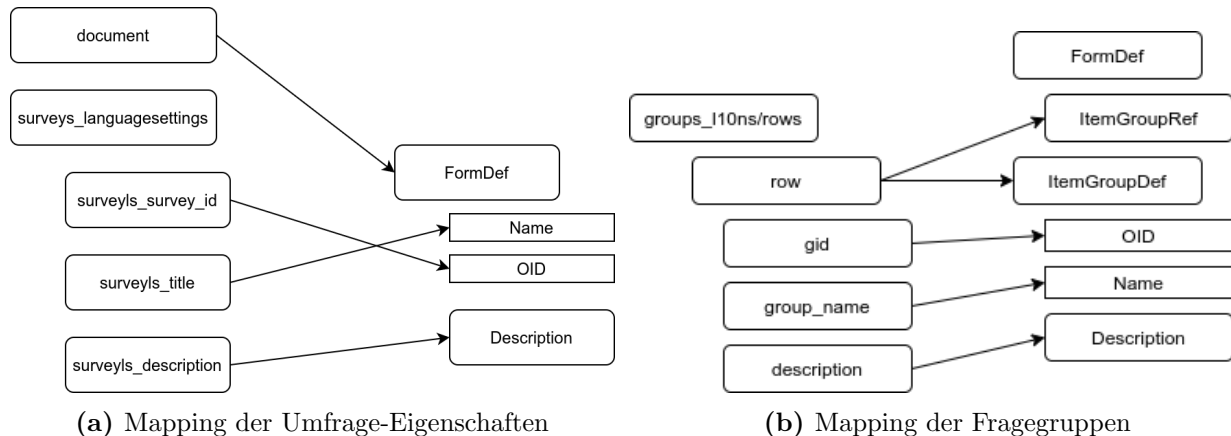 document
surveys_languagesettings
surveyls_survey_id
surveyls_title
surveyls_description
FormDef
Name
OID
Description
(a) Mapping der Umfrage-Eigenschaften
groups_l10ns/rows
row
gid
group_name
description
FormDef
ItemGroupRef
ItemGroupDef
OID
Name
Description
(b) Mapping der Fragegruppen